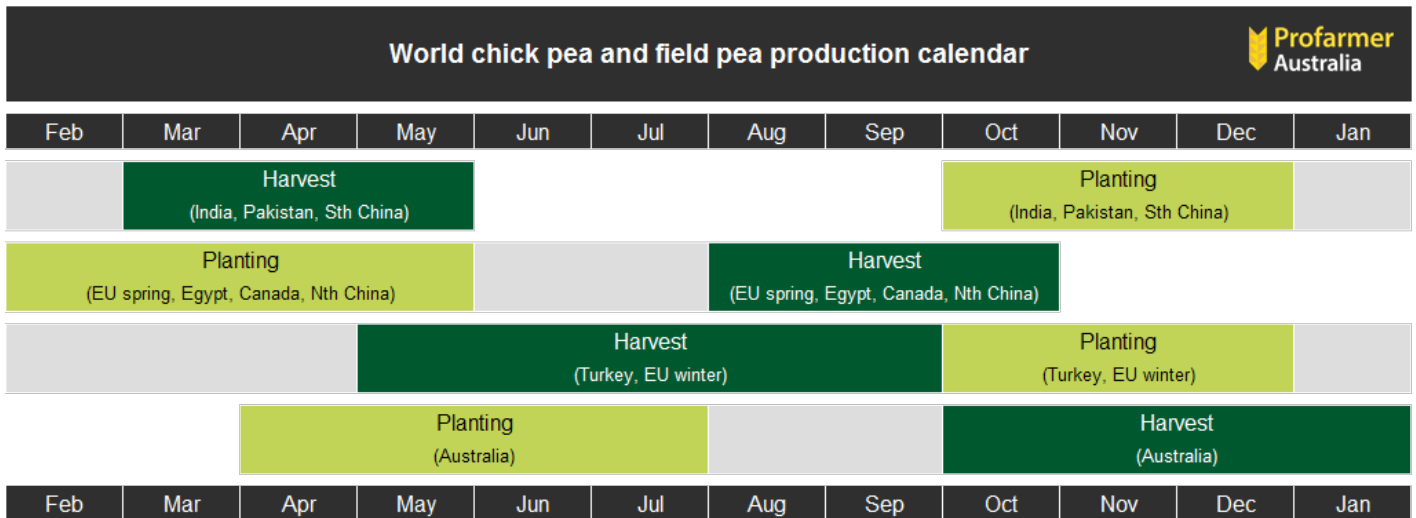 World chick pea and field pea production calendar
Profarmer
Australia
Feb Mar Apr May Jun Jul Aug Sep Oct Nov Dec Jan
Harvest
(India, Pakistan, Sth China)
Planting
(India, Pakistan, Sth China)
Planting
(EU spring, Egypt, Canada, Nth China)
Harvest
(EU spring, Egypt, Canada, Nth China)
Harvest
(Turkey, EU winter)
Planting
(Turkey, EU winter)
Planting
(Australia)
Harvest
(Australia)
Feb Mar Apr May Jun Jul Aug Sep Oct Nov Dec Jan